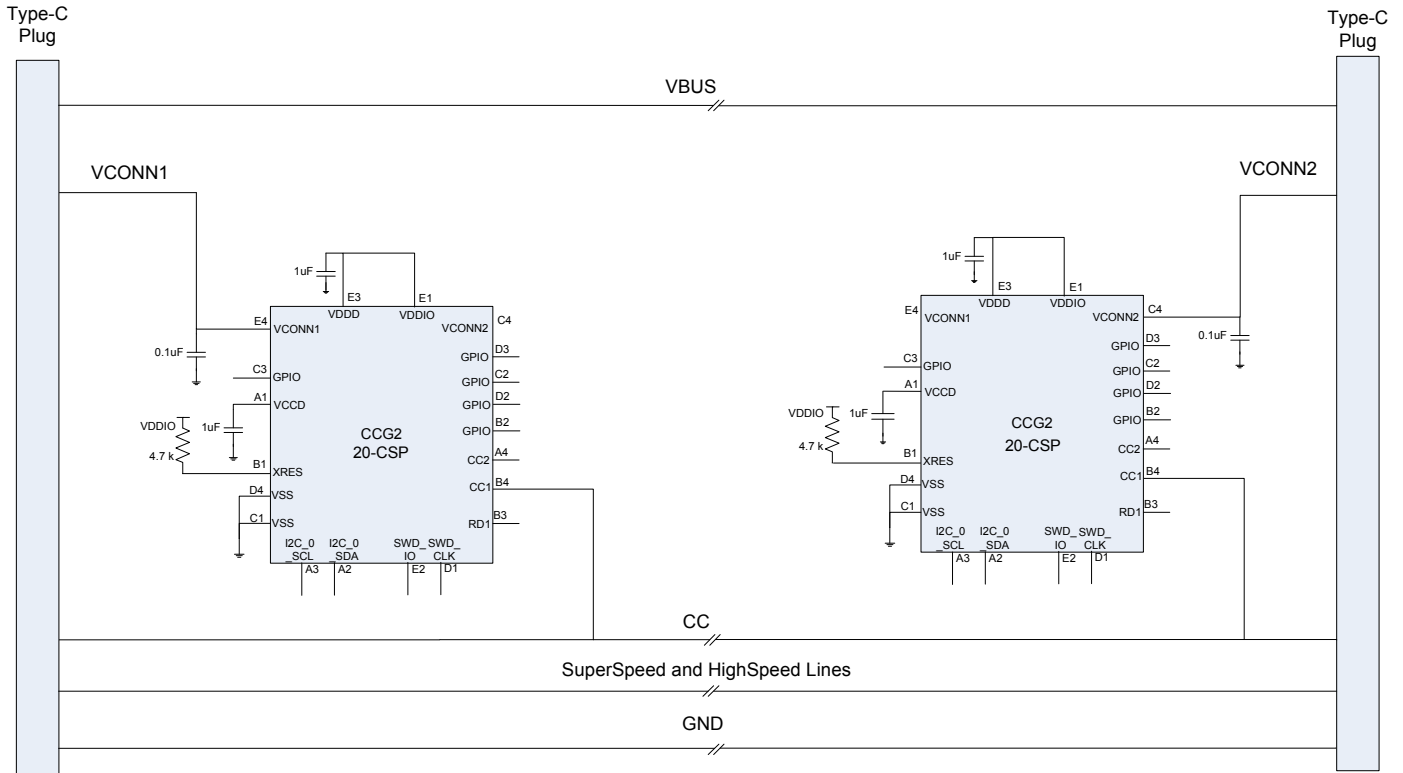 Type-C
Plug
Type-C
Plug
VBUS
VCONN1
VCONN2
1uF
E3
E1
VDDD
VDDIO
E4
VCONN1
VCONN2
C4
0.1uF
GPIO
D3
C3
GPIO
GPIO
C2
A1
VCCD
GPIO
D2
VDDIO
1uF
GPIO
B2
4.7 k
CCG2
20-CSP
CC2
A4
B1
XRES
CC1
B4
D4
VSS
C1
VSS
RD1
B3
I2C_0
_SCL
I2C_0
_SDA
SWD_
IO
SWD_
CLK
A3
A2
E2
D1
1uF
E3
E1
VDDD
VDDIO
E4
VCONN1
VCONN2
C4
0.1uF
GPIO
D3
C3
GPIO
GPIO
C2
A1
VCCD
GPIO
D2
VDDIO
1uF
GPIO
B2
4.7 k
CCG2
20-CSP
CC2
A4
B1
XRES
CC1
B4
D4
VSS
C1
VSS
RD1
B3
I2C_0
_SCL
I2C_0
_SDA
SWD_
IO
SWD_
CLK
A3
A2
E2
D1
CC
SuperSpeed and HighSpeed Lines
GND